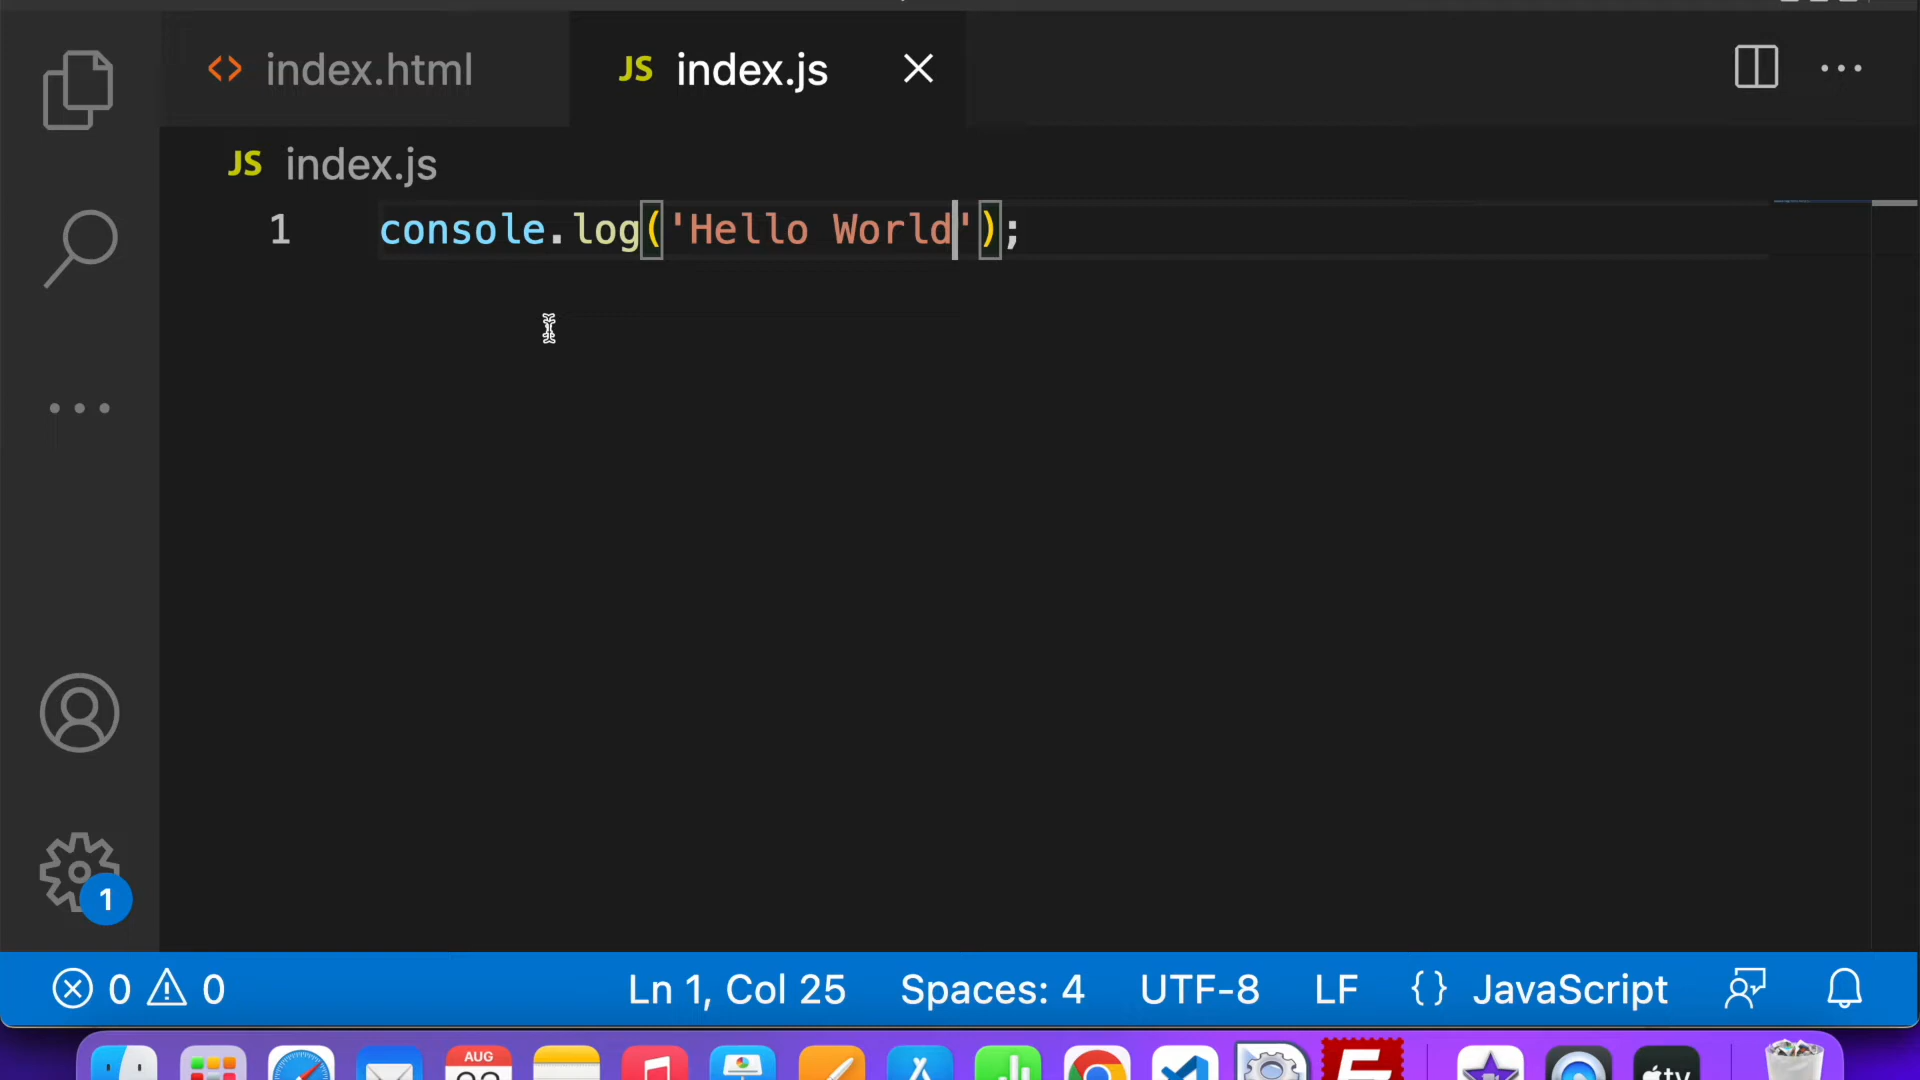 <> index.html JS index.js
JS index.js
1 console.log('Hello World');
1
0 0 Ln 1, Col 25 Spaces: 4 UTF-8 LF {} JavaScript
AUG
tv